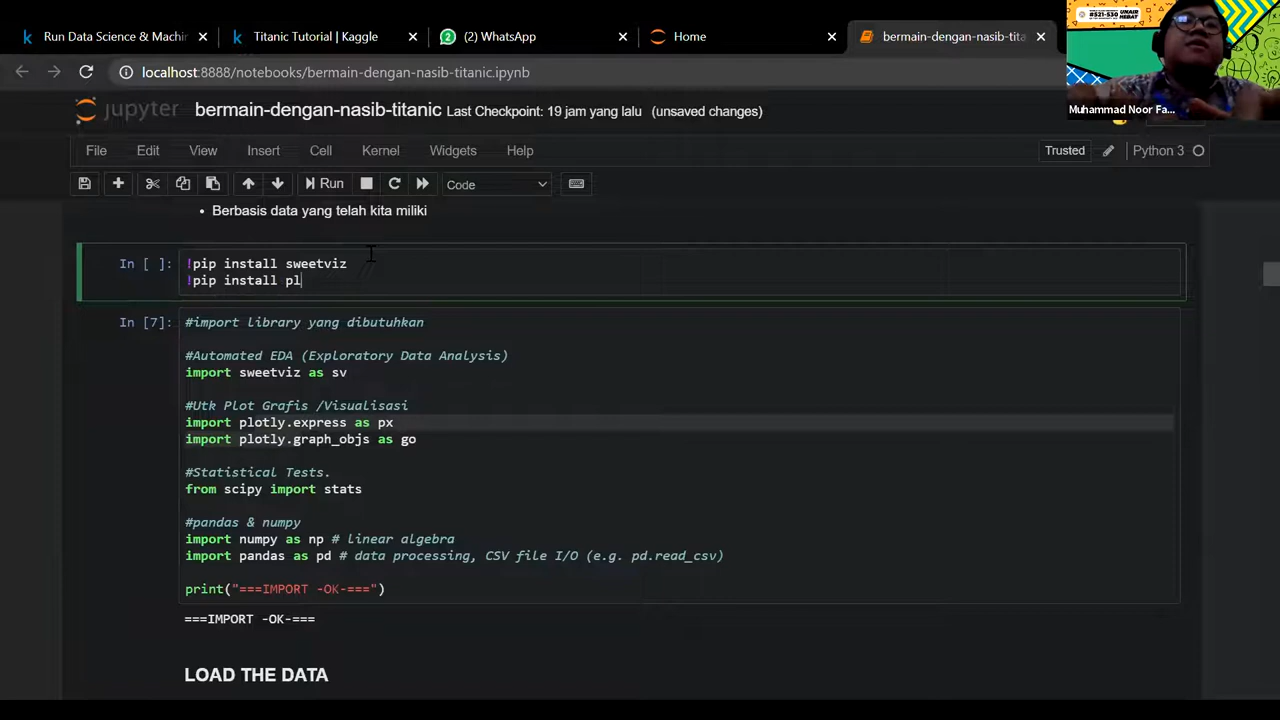 Run Data Science & Machin
Titanic Tutorial | Kaggle
(2) WhatsApp
Home
bermain-dengan-nasib-tita
#521-530
UNAIR HEBAT
localhost:8888/notebooks/bermain-dengan-nasib-titanic.ipynb
Muhammad Noor Fa...
jupyter
bermain-dengan-nasib-titanic Last Checkpoint: 19 jam yang lalu (unsaved changes)
File Edit View Insert Cell Kernel Widgets Help
Trusted
Python 3
Run
Code
• Berbasis data yang telah kita miliki
In [ ]: !pip install sweetviz
!pip install pl
In [7]: #import library yang dibutuhkan
#Automated EDA (Exploratory Data Analysis)
import sweetviz as sv
#Utk Plot Grafis /Visualisasi
import plotly.express as px
import plotly.graph_objs as go
#Statistical Tests.
from scipy import stats
#pandas & numpy
import numpy as np # linear algebra
import pandas as pd # data processing, CSV file I/O (e.g. pd.read_csv)
print("===IMPORT -OK-===")
===IMPORT -OK-===
LOAD THE DATA